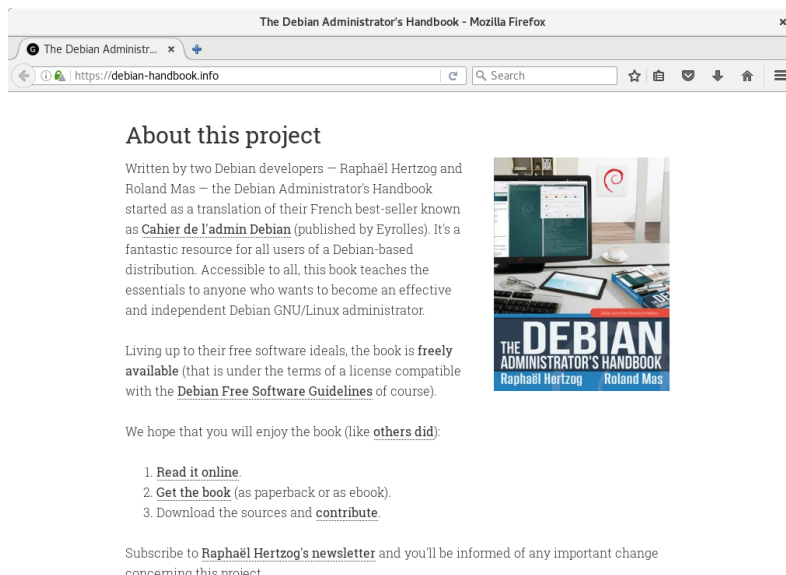 The Debian Administrator's Handbook - Mozilla Firefox
The Debian Administr...
https://debian-handbook.info
Search
About this project
Written by two Debian developers — Raphaël Hertzog and
Roland Mas — the Debian Administrator's Handbook
started as a translation of their French best-seller known
as Cahier de l'admin Debian (published by Eyrolles). It's a
fantastic resource for all users of a Debian-based
distribution. Accessible to all, this book teaches the
essentials to anyone who wants to become an effective
and independent Debian GNU/Linux administrator.
THE DEBIAN
ADMINISTRATOR'S HANDBOOK
Raphaël Hertzog Roland Mas
Living up to their free software ideals, the book is freely
available (that is under the terms of a license compatible
with the Debian Free Software Guidelines of course).
We hope that you will enjoy the book (like others did):
1. Read it online.
2. Get the book (as paperback or as ebook).
3. Download the sources and contribute.
Subscribe to Raphaël Hertzog's newsletter and you'll be informed of any important change
concerning this project.